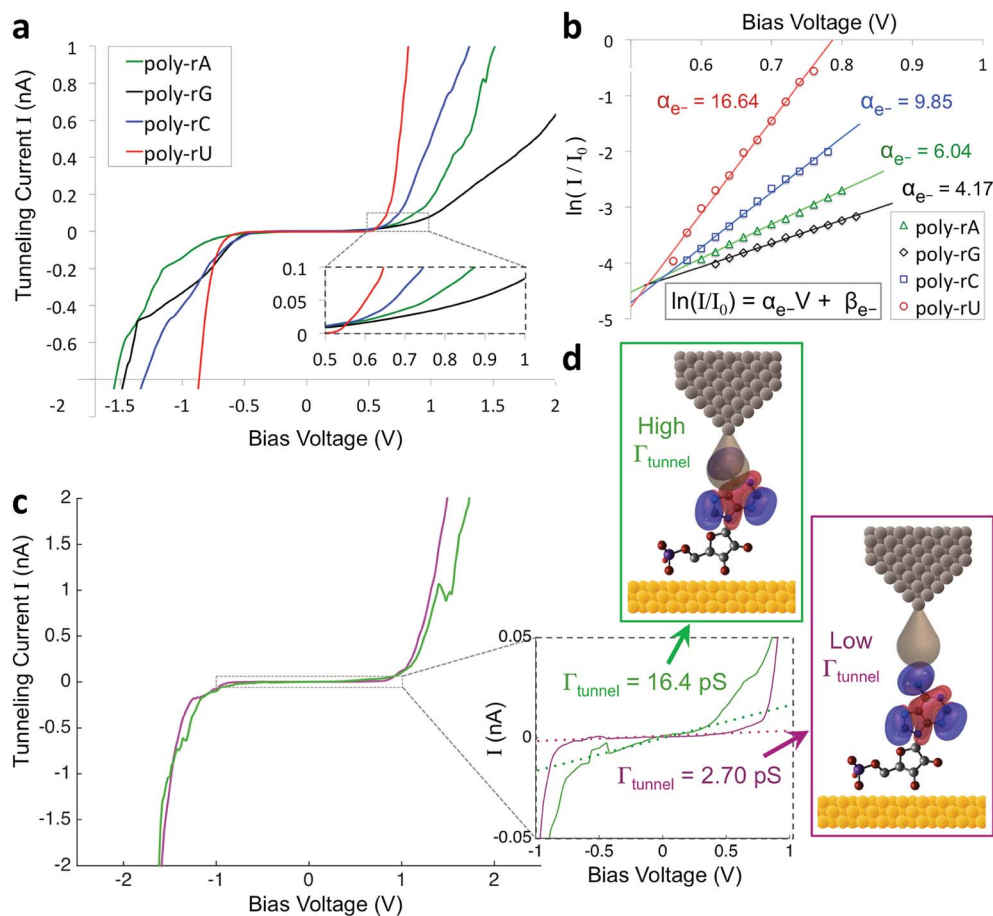 a
Tunneling Current I (nA)
1
0.8
0.6
0.4
0.2
0
-0.2
-0.4
-0.6
poly-rA
poly-rG
poly-rC
poly-rU
0.1
0.05
0
0.5
0.6
0.7
0.8
0.9
1
-2
-1.5
-1
-0.5
0
0.5
1
1.5
2
Bias Voltage (V)
b
Bias Voltage (V)
0.6
0.7
0.8
0.9
1
0
-1
-2
-3
-4
-5
ln( I / I₀ )
αe− = 16.64
αe− = 9.85
αe− = 6.04
αe− = 4.17
poly-rA
poly-rG
poly-rC
poly-rU
ln(I/I₀) = αe−V + βe−
c
Tunneling Current I (nA)
2
1.5
1
0.5
0
-0.5
-1
-1.5
-2
-2
-1
0
1
2
Bias Voltage (V)
I (nA)
0.05
0
-0.05
Γtunnel = 16.4 pS
Γtunnel = 2.70 pS
-1
-0.5
0
0.5
1
Bias Voltage (V)
d
High
Γtunnel
Low
Γtunnel